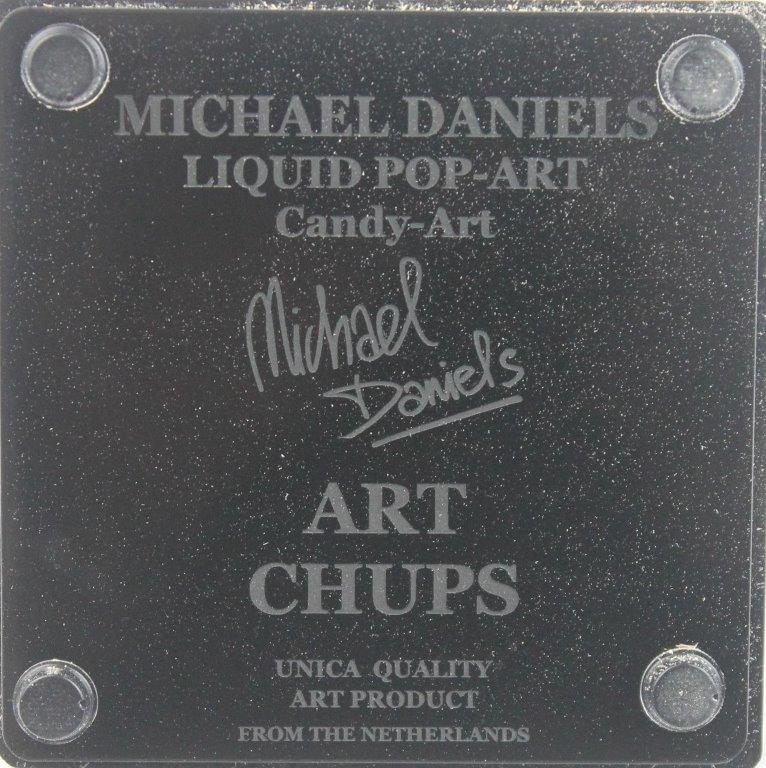 MICHAEL DANIELS
LIQUID POP-ART
Candy-Art
Michael
Daniels
ART
CHUPS
UNICA QUALITY
ART PRODUCT
FROM THE NETHERLANDS